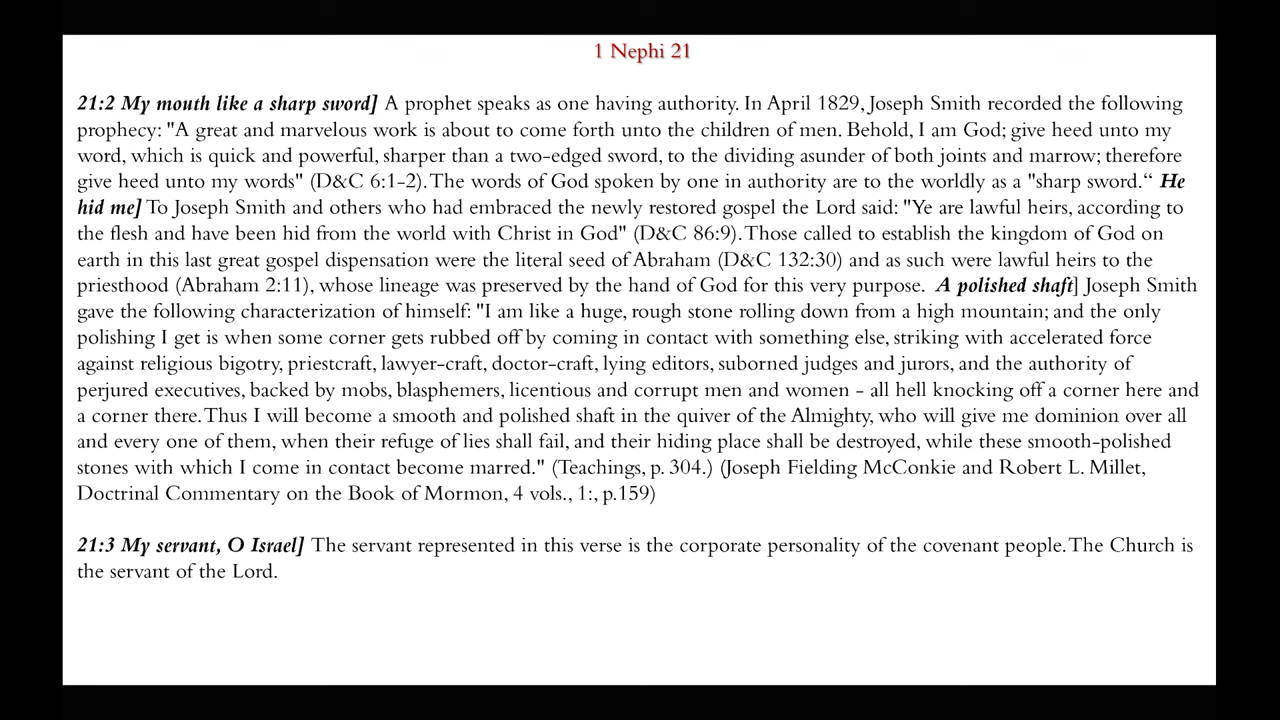 1 Nephi 21
21:2 My mouth like a sharp sword] A prophet speaks as one having authority. In April 1829, Joseph Smith recorded the following
prophecy: "A great and marvelous work is about to come forth unto the children of men. Behold, I am God; give heed unto my
word, which is quick and powerful, sharper than a two-edged sword, to the dividing asunder of both joints and marrow; therefore
give heed unto my words" (D&C 6:1-2). The words of God spoken by one in authority are to the worldly as a "sharp sword.“ He
hid me] To Joseph Smith and others who had embraced the newly restored gospel the Lord said: "Ye are lawful heirs, according to
the flesh and have been hid from the world with Christ in God" (D&C 86:9). Those called to establish the kingdom of God on
earth in this last great gospel dispensation were the literal seed of Abraham (D&C 132:30) and as such were lawful heirs to the
priesthood (Abraham 2:11), whose lineage was preserved by the hand of God for this very purpose. A polished shaft] Joseph Smith
gave the following characterization of himself: "I am like a huge, rough stone rolling down from a high mountain; and the only
polishing I get is when some corner gets rubbed off by coming in contact with something else, striking with accelerated force
against religious bigotry, priestcraft, lawyer-craft, doctor-craft, lying editors, suborned judges and jurors, and the authority of
perjured executives, backed by mobs, blasphemers, licentious and corrupt men and women - all hell knocking off a corner here and
a corner there. Thus I will become a smooth and polished shaft in the quiver of the Almighty, who will give me dominion over all
and every one of them, when their refuge of lies shall fail, and their hiding place shall be destroyed, while these smooth-polished
stones with which I come in contact become marred." (Teachings, p. 304.) (Joseph Fielding McConkie and Robert L. Millet,
Doctrinal Commentary on the Book of Mormon, 4 vols., 1:, p.159)
21:3 My servant, O Israel] The servant represented in this verse is the corporate personality of the covenant people. The Church is
the servant of the Lord.